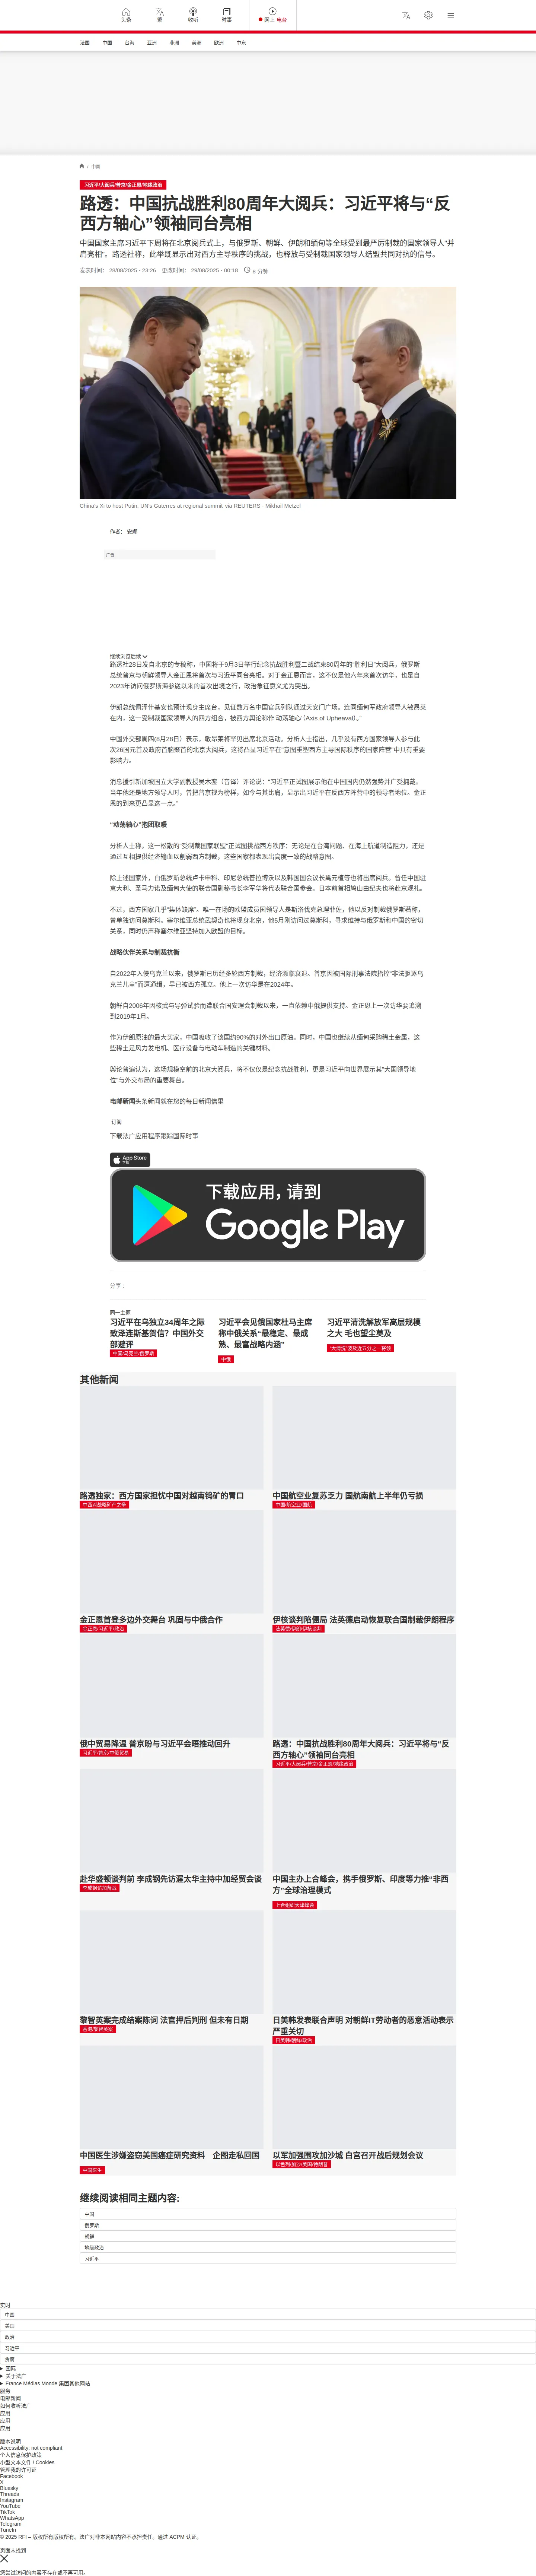 头条
繁
收听
时事
网上 电台
法国
中国
台海
亚洲
非洲
美洲
欧洲
中东
/ 中国
习近平/大阅兵/普京/金正恩/地缘政治
路透：中国抗战胜利80周年大阅兵：习近平将与“反
西方轴心”领袖同台亮相
中国国家主席习近平下周将在北京阅兵式上，与俄罗斯、朝鲜、伊朗和缅甸等全球受到最严厉制裁的国家领导人“并
肩亮相”。路透社称，此举既显示出对西方主导秩序的挑战，也释放与受制裁国家领导人结盟共同对抗的信号。
发表时间： 28/08/2025 - 23:26 更改时间： 29/08/2025 - 00:18 8 分钟
China's Xi to host Putin, UN's Guterres at regional summit via REUTERS - Mikhail Metzel
作者： 安娜
广告
继续浏览后续
路透社28日发自北京的专稿称，中国将于9月3日举行纪念抗战胜利暨二战结束80周年的“胜利日”大阅兵，俄罗斯
总统普京与朝鲜领导人金正恩将首次与习近平同台亮相。对于金正恩而言，这不仅是他六年来首次访华，也是自
2023年访问俄罗斯海参崴以来的首次出境之行，政治象征意义尤为突出。
伊朗总统佩泽什基安也预计现身主席台，见证数万名中国官兵列队通过天安门广场。连同缅甸军政府领导人敏昂莱
在内，这一受制裁国家领导人的四方组合，被西方舆论称作‘动荡轴心’（Axis of Upheaval）。”
中国外交部周四(8月28日）表示，敏昂莱将罕见出席北京活动。分析人士指出，几乎没有西方国家领导人参与此
次26国元首及政府首脑聚首的北京大阅兵，这将凸显习近平在“意图重塑西方主导国际秩序的国家阵营”中具有重要
影响力。
消息援引新加坡国立大学副教授吴木銮（音译）评论说：“习近平正试图展示他在中国国内仍然强势并广受拥戴。
当年他还是地方领导人时，曾把普京视为榜样，如今与其比肩，显示出习近平在反西方阵营中的领导者地位。金正
恩的到来更凸显这一点。”
“动荡轴心”抱团取暖
分析人士称，这一松散的“受制裁国家联盟”正试图挑战西方秩序：无论是在台湾问题、在海上航道制造阻力，还是
通过互相提供经济输血以削弱西方制裁，这些国家都表现出高度一致的战略意图。
除上述国家外，白俄罗斯总统卢卡申科、印尼总统普拉博沃以及韩国国会议长禹元植等也将出席阅兵。曾任中国驻
意大利、圣马力诺及缅甸大使的联合国副秘书长李军华将代表联合国参会。日本前首相鸠山由纪夫也将赴京观礼。
不过，西方国家几乎“集体缺席”。唯一在场的欧盟成员国领导人是斯洛伐克总理菲佐，他以反对制裁俄罗斯著称，
曾单独访问莫斯科。塞尔维亚总统武契奇也将现身北京，他5月刚访问过莫斯科，寻求维持与俄罗斯和中国的密切
关系，同时仍声称塞尔维亚坚持加入欧盟的目标。
战略伙伴关系与制裁抗衡
自2022年入侵乌克兰以来，俄罗斯已历经多轮西方制裁，经济濒临衰退。普京因被国际刑事法院指控“非法驱逐乌
克兰儿童”而遭通缉，早已被西方孤立。他上一次访华是在2024年。
朝鲜自2006年因核武与导弹试验而遭联合国安理会制裁以来，一直依赖中俄提供支持。金正恩上一次访华要追溯
到2019年1月。
作为伊朗原油的最大买家，中国吸收了该国约90%的对外出口原油。同时，中国也继续从缅甸采购稀土金属，这
些稀土是风力发电机、医疗设备与电动车制造的关键材料。
舆论普遍认为，这场规模空前的北京大阅兵，将不仅仅是纪念抗战胜利，更是习近平向世界展示其“大国领导地
位”与外交布局的重要舞台。
电邮新闻头条新闻就在您的每日新闻信里
订阅
下载法广应用程序跟踪国际时事
App Store
下载
下载应用，请到
Google Play
分享 :
同一主题
习近平在乌独立34周年之际
致泽连斯基贺信？中国外交
部避评
中国/乌克兰/俄罗斯
习近平会见俄国家杜马主席
称中俄关系“最稳定、最成
熟、最富战略内涵”
中俄
习近平清洗解放军高层规模
之大 毛也望尘莫及
“大清洗”波及近五分之一将领
其他新闻
路透独家：西方国家担忧中国对越南钨矿的胃口
中西对战略矿产之争
中国航空业复苏乏力 国航南航上半年仍亏损
中国/航空业/国航
金正恩首登多边外交舞台 巩固与中俄合作
金正恩/习近平/政治
伊核谈判陷僵局 法英德启动恢复联合国制裁伊朗程序
法英德/伊朗/伊核谈判
俄中贸易降温 普京盼与习近平会晤推动回升
习近平/普京/中俄贸易
路透：中国抗战胜利80周年大阅兵：习近平将与“反
西方轴心”领袖同台亮相
习近平/大阅兵/普京/金正恩/地缘政治
赴华盛顿谈判前 李成钢先访渥太华主持中加经贸会谈
李成钢访加备战
中国主办上合峰会，携手俄罗斯、印度等力推“非西
方”全球治理模式
上合组织天津峰会
黎智英案完成结案陈词 法官押后判刑 但未有日期
香港/黎智英案
日美韩发表联合声明 对朝鲜IT劳动者的恶意活动表示
严重关切
日美韩/朝鲜/政治
中国医生涉嫌盗窃美国癌症研究资料 企图走私回国
中国医生
以军加强围攻加沙城 白宫召开战后规划会议
以色列/加沙/美国/特朗普
继续阅读相同主题内容:
中国
俄罗斯
朝鲜
地缘政治
习近平
实时
中国
美国
政治
习近平
贪腐
国际
关于法广
France Médias Monde 集团其他网站
服务
电邮新闻
如何收听法广
应用
应用
应用
版本说明
Accessibility: not compliant
个人信息保护政策
小型文本文件 / Cookies
管理我的许可证
Facebook
X
Bluesky
Threads
Instagram
YouTube
TikTok
WhatsApp
Telegram
TuneIn
© 2025 RFI – 版权所有版权所有。法广对非本网站内容不承担责任。通过 ACPM 认证。
页面未找到
您尝试访问的内容不存在或不再可用。